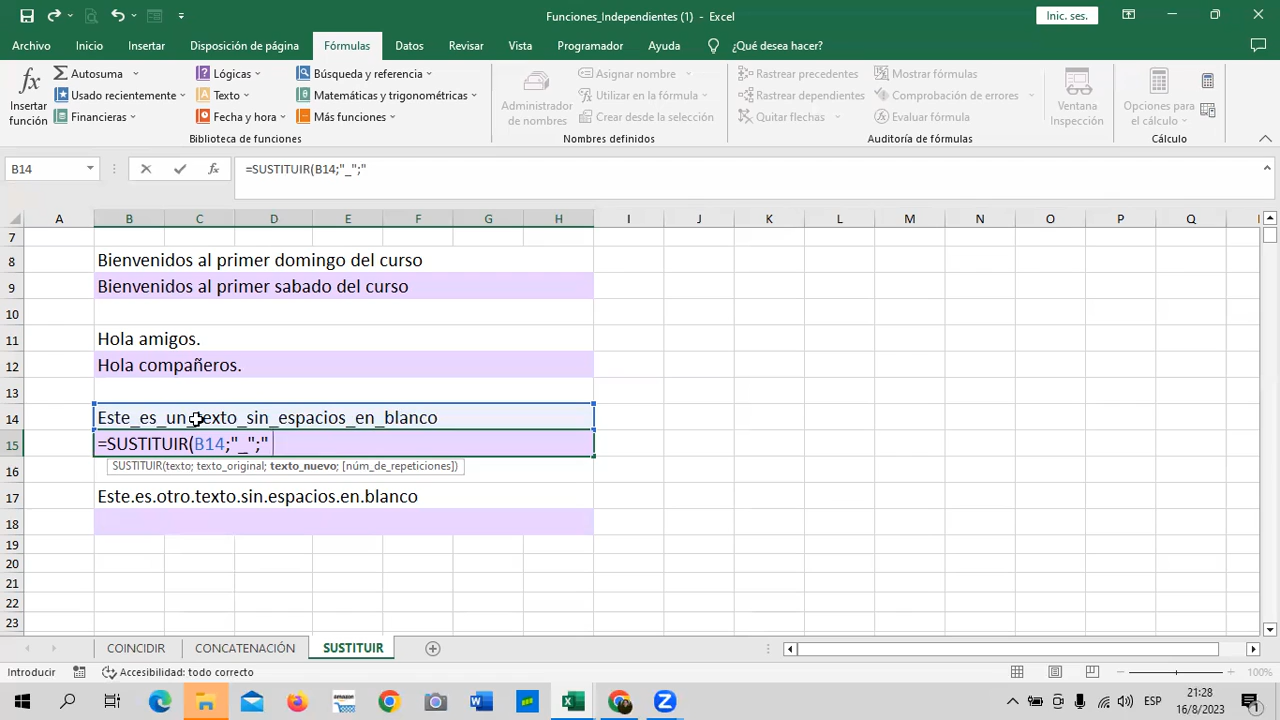 Funciones_Independientes (1) - Excel
Inic. ses.
Archivo Inicio Insertar Disposición de página Fórmulas Datos Revisar Vista Programador Ayuda ¿Qué desea hacer?
Insertar función
Autosuma
Usado recientemente
Financieras
Lógicas
Texto
Fecha y hora
Búsqueda y referencia
Matemáticas y trigonométricas
Más funciones
Biblioteca de funciones
Administrador de nombres
Asignar nombre
Utilizar en la fórmula
Crear desde la selección
Nombres definidos
Rastrear precedentes
Rastrear dependientes
Quitar flechas
Mostrar fórmulas
Comprobación de errores
Evaluar fórmula
Auditoría de fórmulas
Ventana Inspección
Opciones para el cálculo
Cálculo
B14 fx =SUSTITUIR(B14;"_";"
A B C D E F G H I J K L M N O P Q
7
8 Bienvenidos al primer domingo del curso
9 Bienvenidos al primer sabado del curso
10
11 Hola amigos.
12 Hola compañeros.
13
14 Este_es_un_texto_sin_espacios_en_blanco
15 =SUSTITUIR(B14;"_";"
16 SUSTITUIR(texto; texto_original; texto_nuevo; [núm_de_repeticiones])
17 Este.es.otro.texto.sin.espacios.en.blanco
18
19
20
21
22
23
COINCIDIR CONCATENACIÓN SUSTITUIR
Introducir Accesibilidad: todo correcto 100%
ESP 21:28
16/8/2023